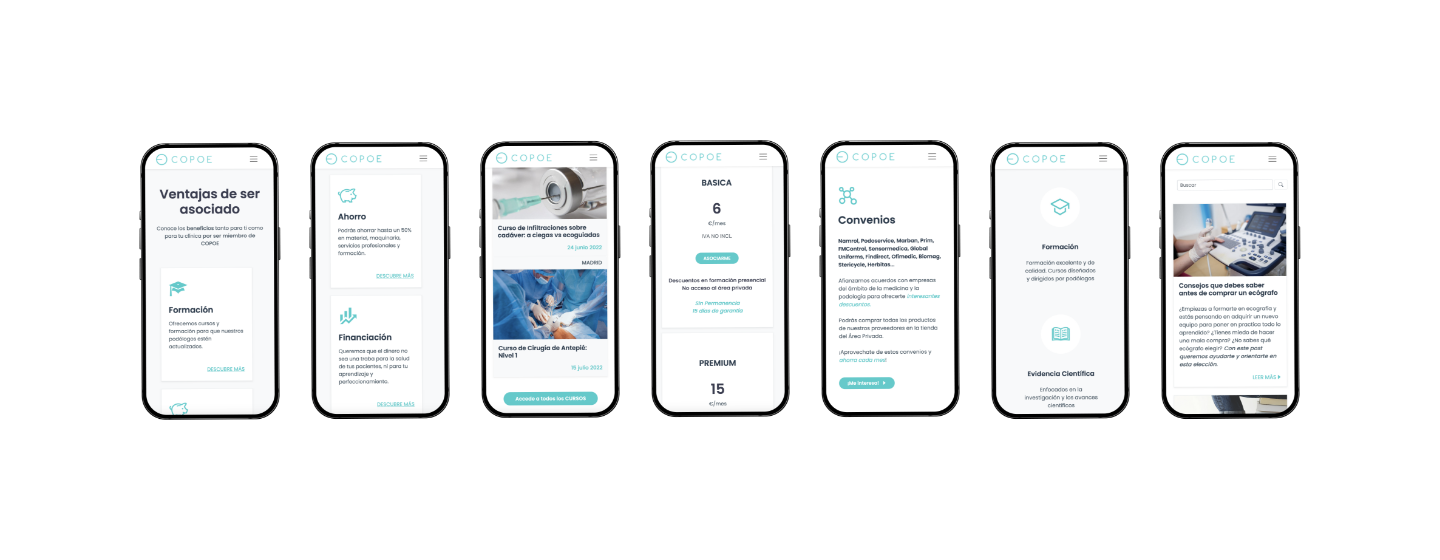 COPOE
Ventajas de ser
asociado
Conoce los beneficios tanto para ti como
para tu clínica por ser miembro de
COPOE
Formación
Ofrecemos cursos y
formación para que nuestros
podólogos estén
actualizados.
DESCUBRE MÁS
COPOE
Ahorro
Podrás ahorrar hasta un 50%
en material, maquinaria,
servicios profesionales y
formación.
DESCUBRE MÁS
Financiación
Queremos que el dinero no
sea una traba para la salud
de tus pacientes, ni para tu
aprendizaje y
perfeccionamiento.
DESCUBRE MÁS
COPOE
Curso de Infiltraciones sobre
cadáver: a ciegas vs ecoguiadas
24 junio 2022
MADRID
Curso de Cirugía de Antepié:
Nivel 1
15 julio 2022
Accede a todos los CURSOS
COPOE
BASICA
6
€/mes
IVA NO INCL.
ASOCIARME
Descuentos en formación presencial
No acceso al área privada
Sin Permanencia
15 días de garantía
PREMIUM
15
€/mes
COPOE
Convenios
Namrol, Podoservice, Marban, Prim,
FMControl, Sensormedica, Global
Uniforms, Findirect, Ofimedic, Biomag,
Stericycle, Herbitas...
Afianzamos acuerdos con empresas
del ámbito de la medicina y la
podología para ofrecerte interesantes
descuentos.
Podrás comprar todos los productos
de nuestros proveedores en la tienda
del Área Privada.
¡Aprovechate de estos convenios y
ahorra cada mes!
¡Me interesa!
COPOE
Formación
Formación excelente y de
calidad. Cursos diseñados
y dirigidos por podólogos
Evidencia Científica
Enfocados en la
investigación y los avances
científicos
COPOE
Buscar
Consejos que debes saber
antes de comprar un ecógrafo
¿Empiezas a formarte en ecografía y
estás pensando en adquirir un nuevo
equipo para poner en practica todo lo
aprendido? ¿Tienes miedo de hacer
una mala compra? ¿No sabes qué
ecógrafo elegir? Con este post
queremos ayudarte y orientarte en
esta elección.
LEER MÁS